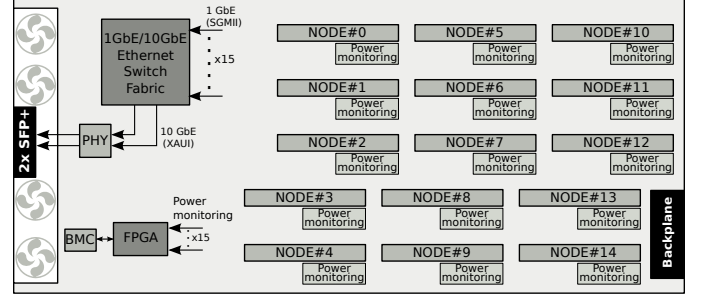 1 GbE
(SGMII)
x15
1GbE/10GbE
Ethernet
Switch
Fabric
10 GbE
(XAUI)
PHY
2x SFP+
NODE#0
Power
monitoring
NODE#5
Power
monitoring
NODE#10
Power
monitoring
NODE#1
Power
monitoring
NODE#6
Power
monitoring
NODE#11
Power
monitoring
NODE#2
Power
monitoring
NODE#7
Power
monitoring
NODE#12
Power
monitoring
NODE#3
Power
monitoring
NODE#8
Power
monitoring
NODE#13
Power
monitoring
Power
monitoring
x15
BMC
FPGA
NODE#4
Power
monitoring
NODE#9
Power
monitoring
NODE#14
Power
monitoring
Backplane